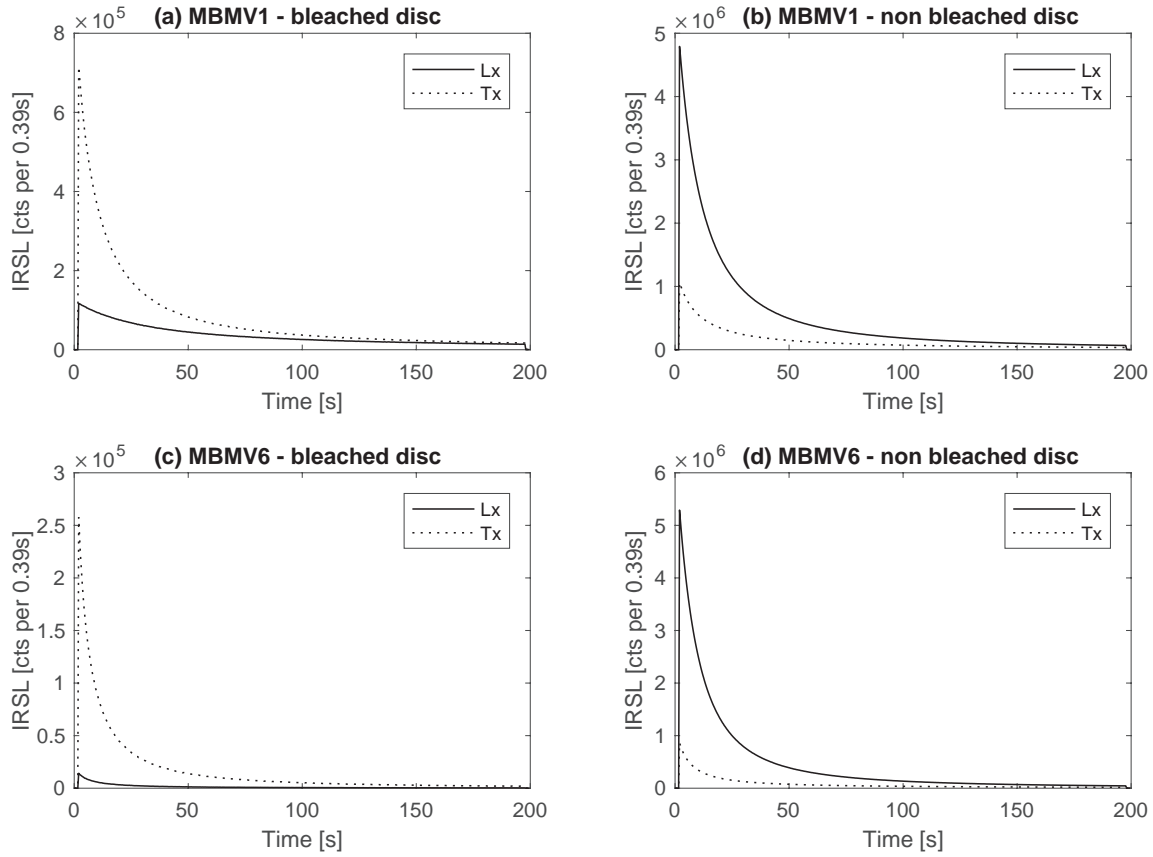 (a) MBMV1 - bleached disc
×10^5
8
6
4
2
0
IRSL [cts per 0.39s]
Lx
Tx
0 50 100 150 200
Time [s]
(b) MBMV1 - non bleached disc
×10^6
5
4
3
2
1
0
IRSL [cts per 0.39s]
Lx
Tx
0 50 100 150 200
Time [s]
(c) MBMV6 - bleached disc
×10^5
3
2.5
2
1.5
1
0.5
0
IRSL [cts per 0.39s]
Lx
Tx
0 50 100 150 200
Time [s]
(d) MBMV6 - non bleached disc
×10^6
6
5
4
3
2
1
0
IRSL [cts per 0.39s]
Lx
Tx
0 50 100 150 200
Time [s]